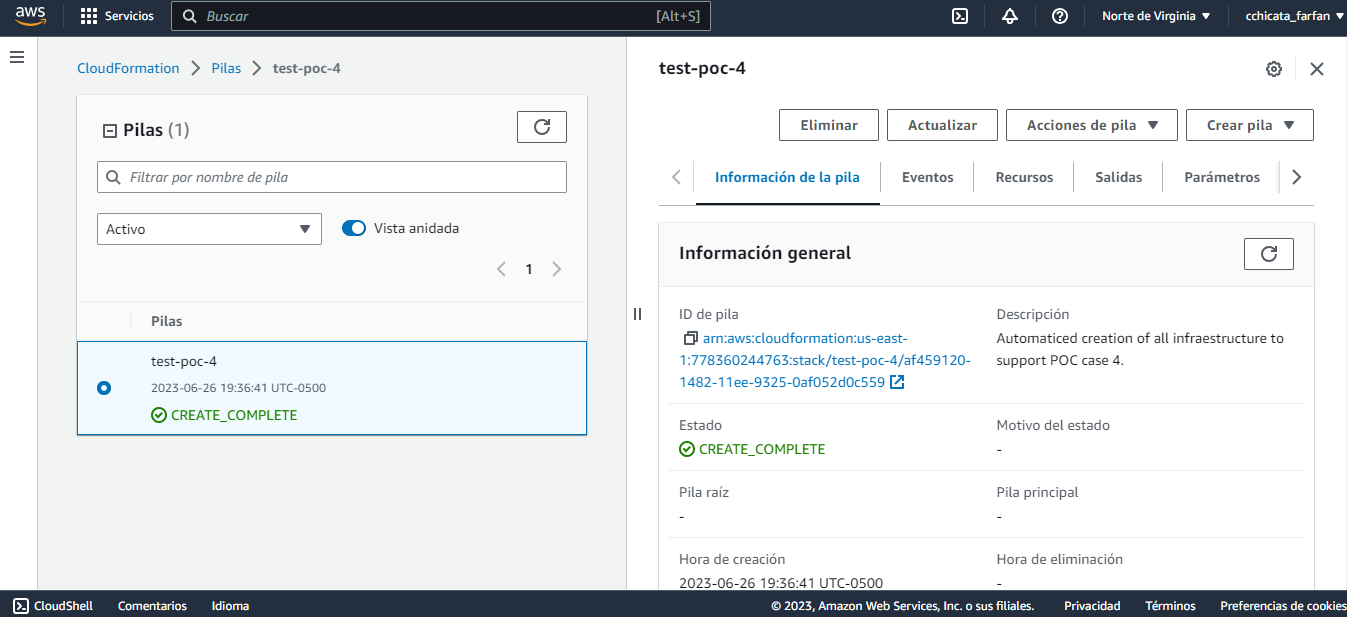 aws
Servicios
Buscar
[Alt+S]
Norte de Virginia
cchicata_farfan
CloudFormation
Pilas
test-poc-4
Pilas (1)
Filtrar por nombre de pila
Activo
Vista anidada
1
Pilas
test-poc-4
2023-06-26 19:36:41 UTC-0500
CREATE_COMPLETE
test-poc-4
Eliminar
Actualizar
Acciones de pila
Crear pila
Información de la pila
Eventos
Recursos
Salidas
Parámetros
Información general
ID de pila
arn:aws:cloudformation:us-east-
1:778360244763:stack/test-poc-4/af459120-
1482-11ee-9325-0af052d0c559
Descripción
Automaticed creation of all infraestructure to
support POC case 4.
Estado
CREATE_COMPLETE
Motivo del estado
-
Pila raíz
-
Pila principal
-
Hora de creación
2023-06-26 19:36:41 UTC-0500
Hora de eliminación
-
CloudShell
Comentarios
Idioma
© 2023, Amazon Web Services, Inc. o sus filiales.
Privacidad
Términos
Preferencias de cookies